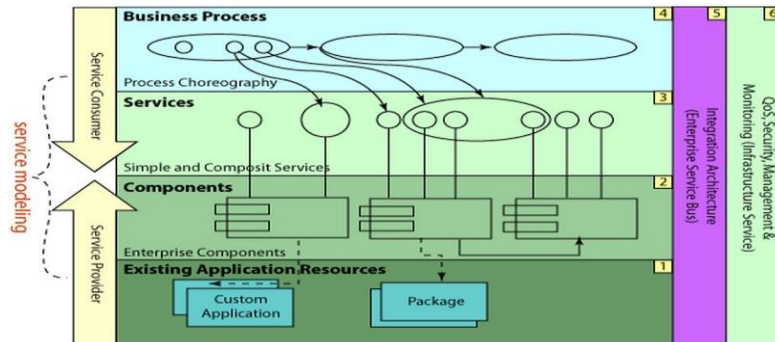 Business Process
4
5
6
Process Choreography
Services
3
Simple and Composit Services
Components
2
Enterprise Components
Existing Application Resources
1
Custom
Application
Package
service modeling
Service Consumer
Service Provider
Integration Architecture
(Enterprise Service Bus)
QoS, Security, Management &
Monitoring (Infrastructure Service)